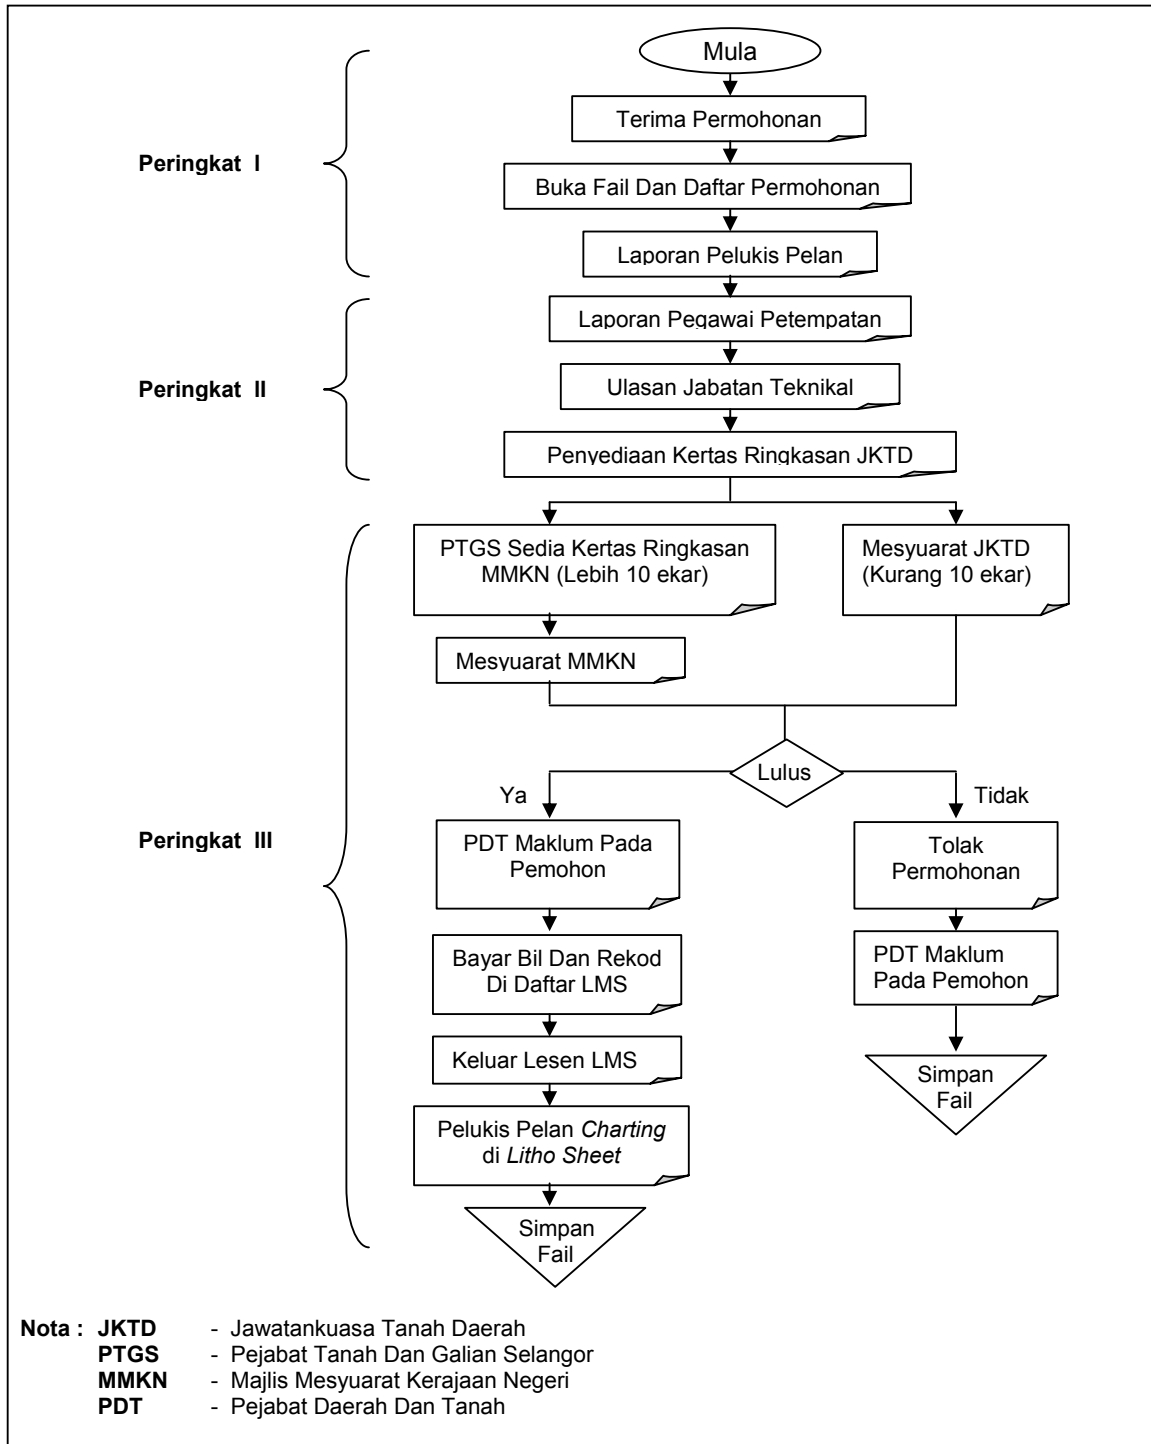 Mula
Terima Permohonan
Peringkat I
Buka Fail Dan Daftar Permohonan
Laporan Pelukis Pelan
Laporan Pegawai Petempatan
Peringkat II
Ulasan Jabatan Teknikal
Penyediaan Kertas Ringkasan JKTD
PTGS Sedia Kertas Ringkasan
MMKN (Lebih 10 ekar)
Mesyuarat JKTD
(Kurang 10 ekar)
Mesyuarat MMKN
Lulus
Ya
Tidak
Peringkat III
PDT Maklum Pada
Pemohon
Tolak
Permohonan
Bayar Bil Dan Rekod
Di Daftar LMS
PDT Maklum
Pada Pemohon
Keluar Lesen LMS
Simpan
Fail
Pelukis Pelan Charting
di Litho Sheet
Simpan
Fail
Nota : JKTD - Jawatankuasa Tanah Daerah
PTGS - Pejabat Tanah Dan Galian Selangor
MMKN - Majlis Mesyuarat Kerajaan Negeri
PDT - Pejabat Daerah Dan Tanah